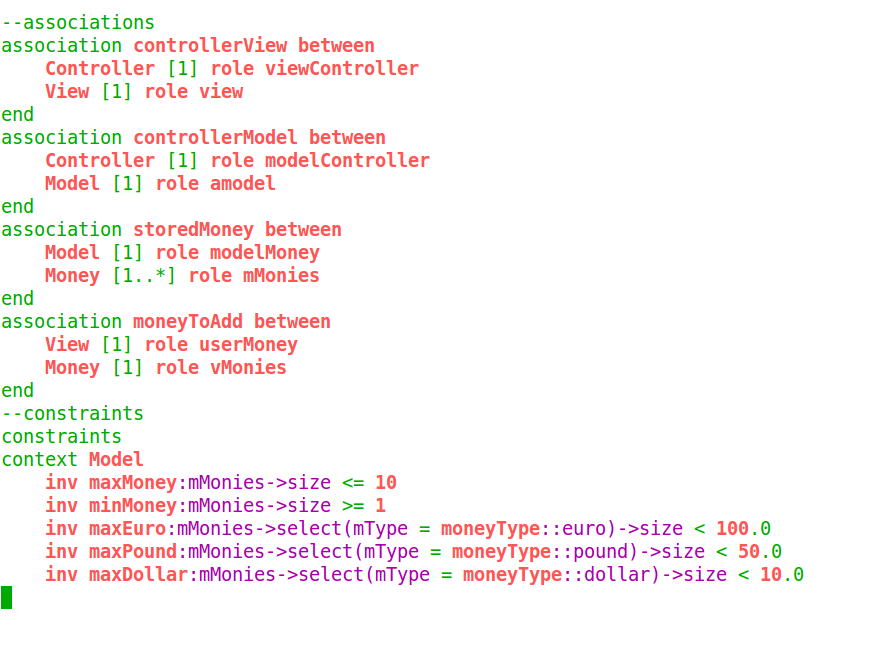 --associations
association controllerView between
    Controller [1] role viewController
    View [1] role view
end
association controllerModel between
    Controller [1] role modelController
    Model [1] role amodel
end
association storedMoney between
    Model [1] role modelMoney
    Money [1..*] role mMonies
end
association moneyToAdd between
    View [1] role userMoney
    Money [1] role vMonies
end
--constraints
constraints
context Model
    inv maxMoney:mMonies->size <= 10
    inv minMoney:mMonies->size >= 1
    inv maxEuro:mMonies->select(mType = moneyType::euro)->size < 100.0
    inv maxPound:mMonies->select(mType = moneyType::pound)->size < 50.0
    inv maxDollar:mMonies->select(mType = moneyType::dollar)->size < 10.0